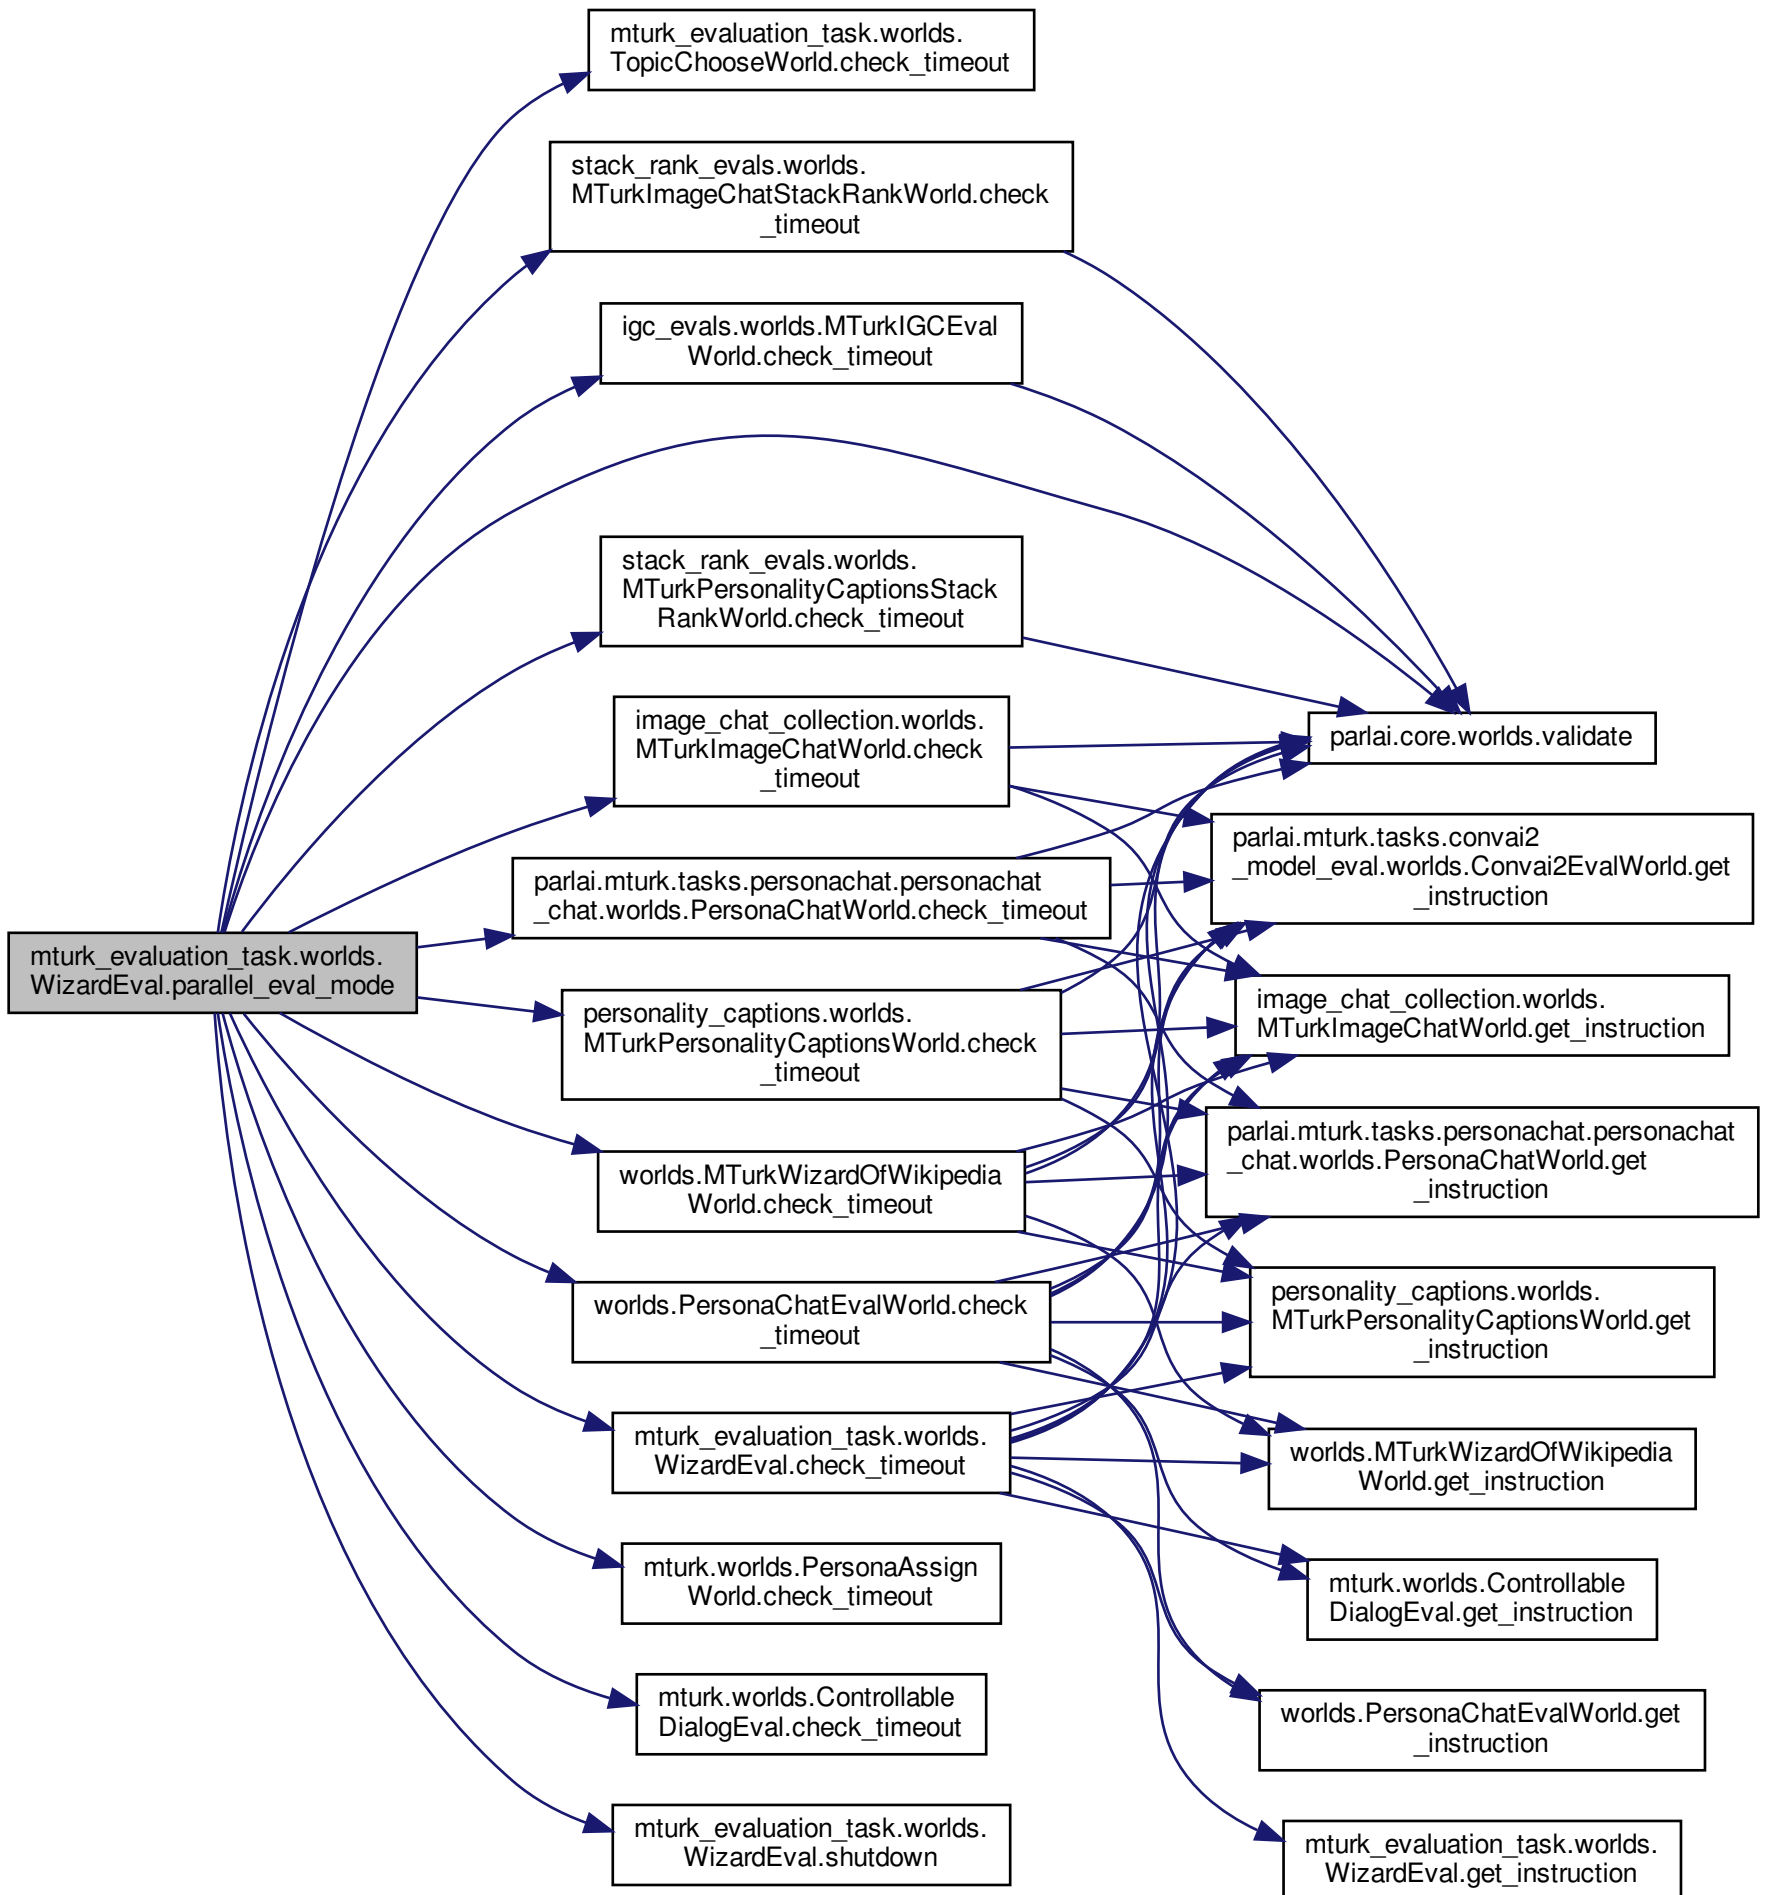 mturk_evaluation_task.worlds.
WizardEval.parallel_eval_mode
mturk_evaluation_task.worlds.
TopicChooseWorld.check_timeout
stack_rank_evals.worlds.
MTurkImageChatStackRankWorld.check
_timeout
igc_evals.worlds.MTurkIGCEval
World.check_timeout
stack_rank_evals.worlds.
MTurkPersonalityCaptionsStack
RankWorld.check_timeout
image_chat_collection.worlds.
MTurkImageChatWorld.check
_timeout
parlai.mturk.tasks.personachat.personachat
_chat.worlds.PersonaChatWorld.check_timeout
personality_captions.worlds.
MTurkPersonalityCaptionsWorld.check
_timeout
worlds.MTurkWizardOfWikipedia
World.check_timeout
worlds.PersonaChatEvalWorld.check
_timeout
mturk_evaluation_task.worlds.
WizardEval.check_timeout
mturk.worlds.PersonaAssign
World.check_timeout
mturk.worlds.Controllable
DialogEval.check_timeout
mturk_evaluation_task.worlds.
WizardEval.shutdown
parlai.core.worlds.validate
parlai.mturk.tasks.convai2
_model_eval.worlds.Convai2EvalWorld.get
_instruction
image_chat_collection.worlds.
MTurkImageChatWorld.get_instruction
parlai.mturk.tasks.personachat.personachat
_chat.worlds.PersonaChatWorld.get
_instruction
personality_captions.worlds.
MTurkPersonalityCaptionsWorld.get
_instruction
worlds.MTurkWizardOfWikipedia
World.get_instruction
mturk.worlds.Controllable
DialogEval.get_instruction
worlds.PersonaChatEvalWorld.get
_instruction
mturk_evaluation_task.worlds.
WizardEval.get_instruction